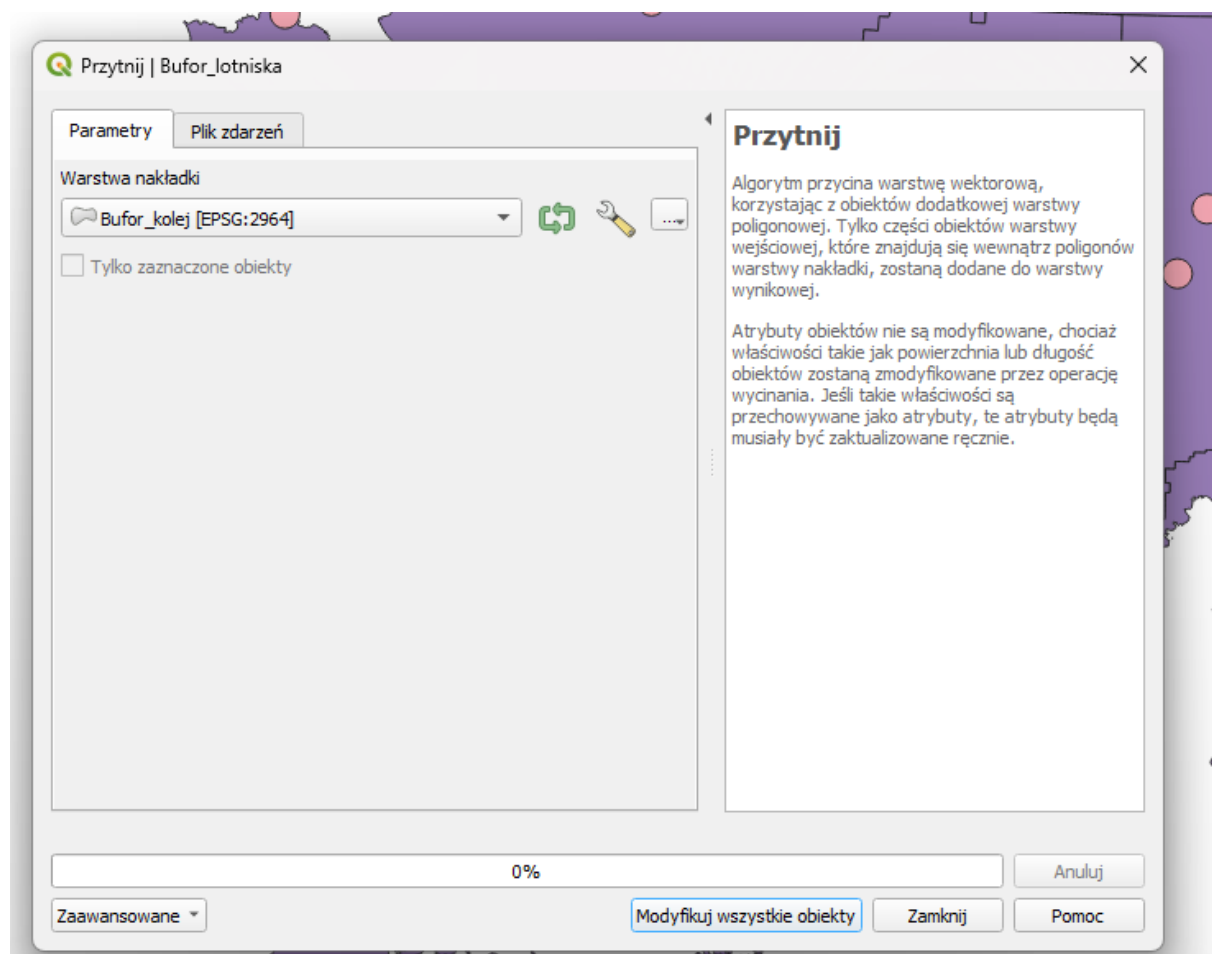 Przytnij | Bufor_lotniska
Parametry
Plik zdarzeń
Warstwa nakładki
Bufor_kolej [EPSG:2964]
...
Tylko zaznaczone obiekty
Przytnij
Algorytm przycina warstwę wektorową,
korzystając z obiektów dodatkowej warstwy
poligonowej. Tylko części obiektów warstwy
wejściowej, które znajdują się wewnątrz poligonów
warstwy nakładki, zostaną dodane do warstwy
wynikowej.
Atrybuty obiektów nie są modyfikowane, chociaż
właściwości takie jak powierzchnia lub długość
obiektów zostaną zmodyfikowane przez operację
wycinania. Jeśli takie właściwości są
przechowywane jako atrybuty, te atrybuty będą
musiały być zaktualizowane ręcznie.
0%
Anuluj
Zaawansowane
Modyfikuj wszystkie obiekty
Zamknij
Pomoc